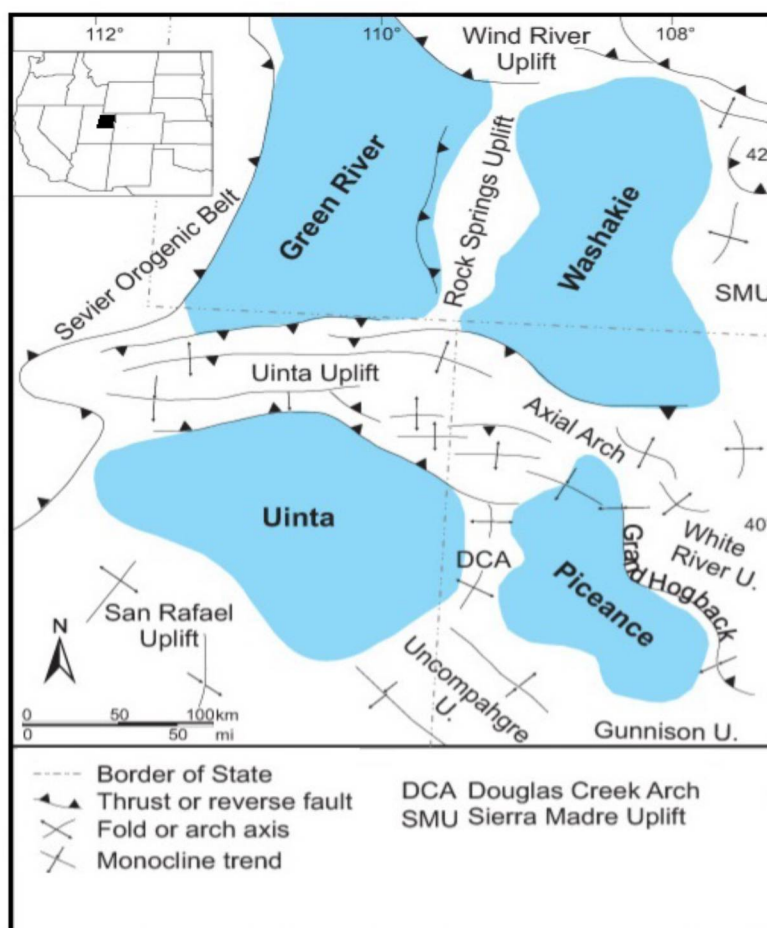 112°
110°
108°
Wind River
Uplift
42
Green River
Rock Springs Uplift
Washakie
Sevier Orogenic Belt
SMU
Uinta Uplift
Axial Arch
Uinta
40
White
River U.
Grand Hogback
DCA
Piceance
San Rafael
Uplift
N
Uncompahgre
U.
Gunnison U.
0 50 100km
0 50
mi
Border of State
Thrust or reverse fault
Fold or arch axis
Monocline trend
DCA Douglas Creek Arch
SMU Sierra Madre Uplift